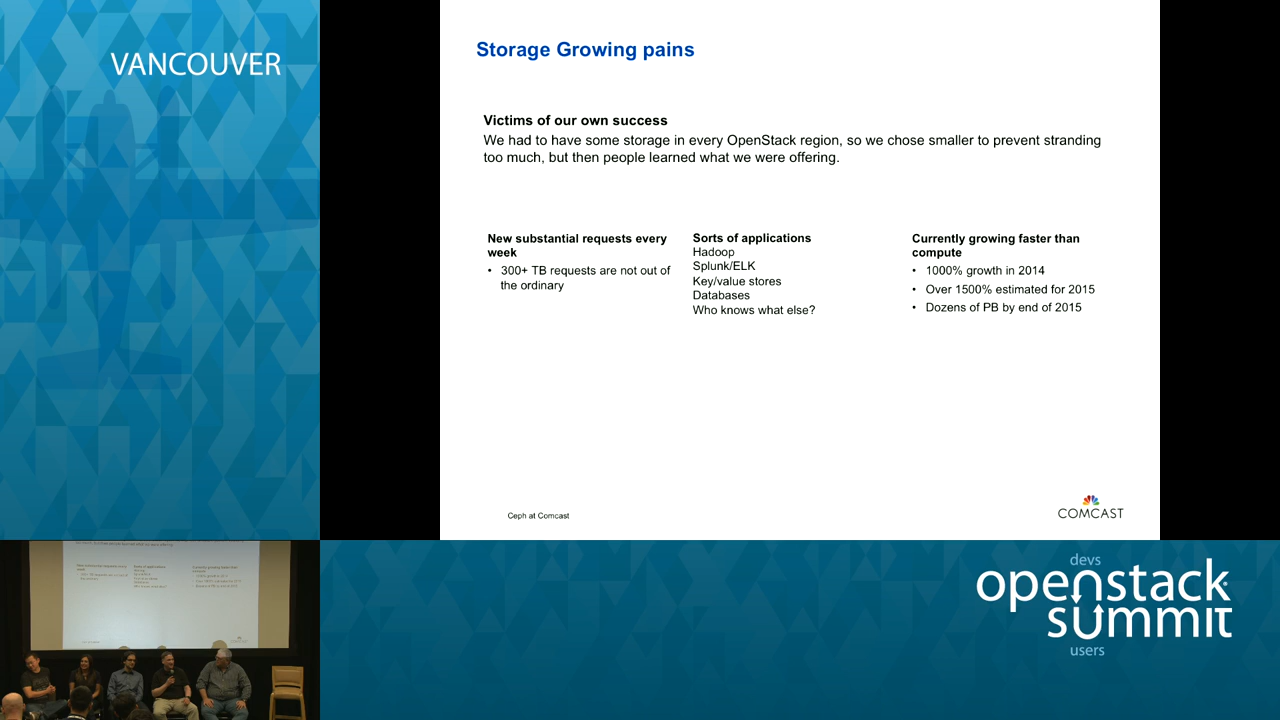 VANCOUVER
Storage Growing pains
Victims of our own success
We had to have some storage in every OpenStack region, so we chose smaller to prevent stranding
too much, but then people learned what we were offering.
New substantial requests every
week
• 300+ TB requests are not out of
the ordinary
Sorts of applications
Hadoop
Splunk/ELK
Key/value stores
Databases
Who knows what else?
Currently growing faster than
compute
• 1000% growth in 2014
• Over 1500% estimated for 2015
• Dozens of PB by end of 2015
Ceph at Comcast
COMCAST
devs
openstack
summit
users